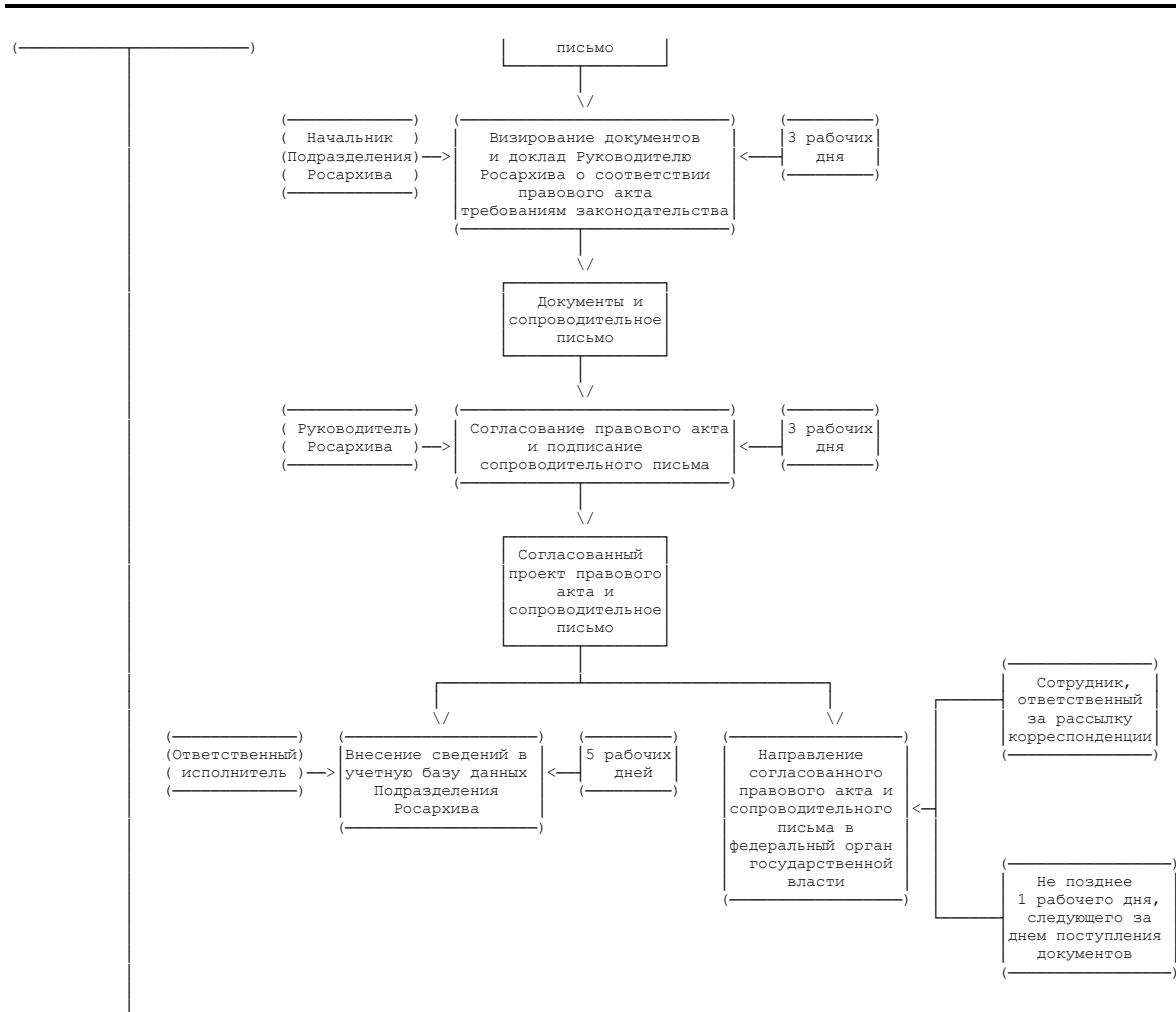 письмо
Начальник
Подразделения
Росархива
Визирование документов
и доклад Руководителю
Росархива о соответствии
правового акта
требованиям законодательства
3 рабочих
дня
Документы и
сопроводительное
письмо
Руководитель
Росархива
Согласование правового акта
и подписание
сопроводительного письма
3 рабочих
дня
Согласованный
проект правового
акта и
сопроводительное
письмо
Ответственный
исполнитель
Внесение сведений в
учетную базу данных
Подразделения
Росархива
5 рабочих
дней
Направление
согласованного
правового акта и
сопроводительного
письма в
федеральный орган
государственной
власти
Сотрудник,
ответственный
за рассылку
корреспонденции
Не позднее
1 рабочего дня,
следующего за
днем поступления
документов